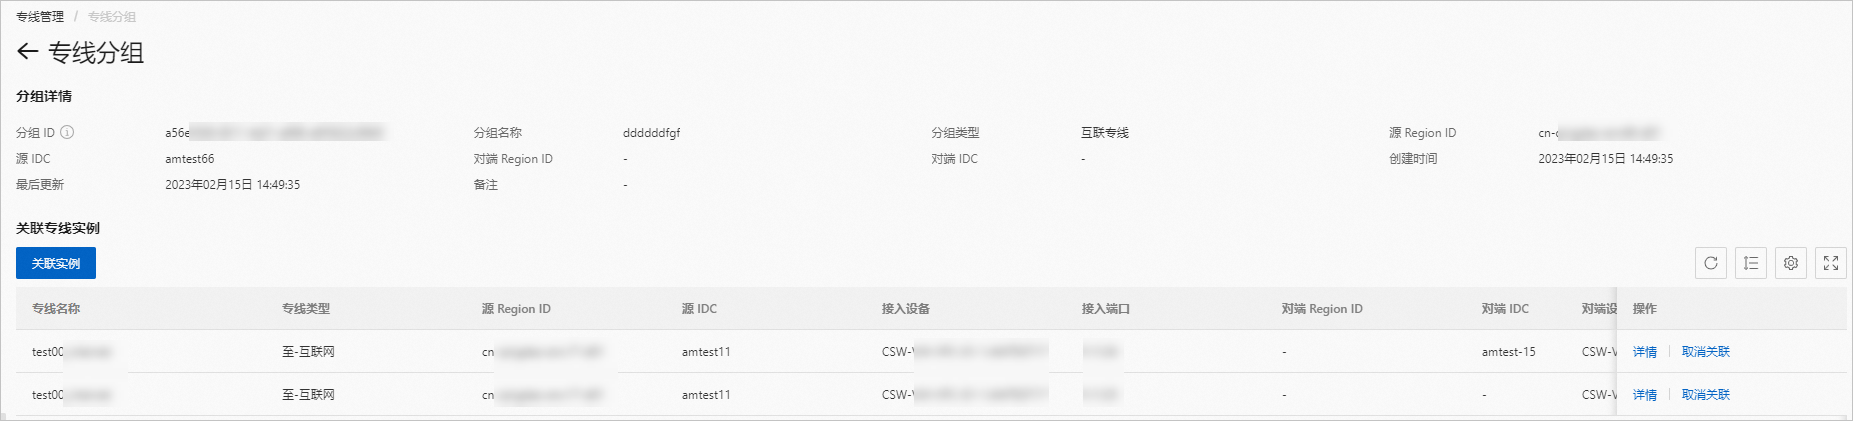 专线管理 / 专线分组
专线分组
分组详情
分组 ID a56e 分组名称 ddddddfgf 分组类型 互联专线 源 Region ID cn-
源 IDC amtest66 对端 Region ID - 对端 IDC - 创建时间 2023年02月15日 14:49:35
最后更新 2023年02月15日 14:49:35 备注 -
关联专线实例
关联实例
专线名称 专线类型 源 Region ID 源 IDC 接入设备 接入端口 对端 Region ID 对端 IDC 对端设 操作
test00 至-互联网 cn amtest11 CSW-V - amtest-15 CSW-V 详情 取消关联
test00 至-互联网 cn amtest11 CSW-V - - CSW-V 详情 取消关联